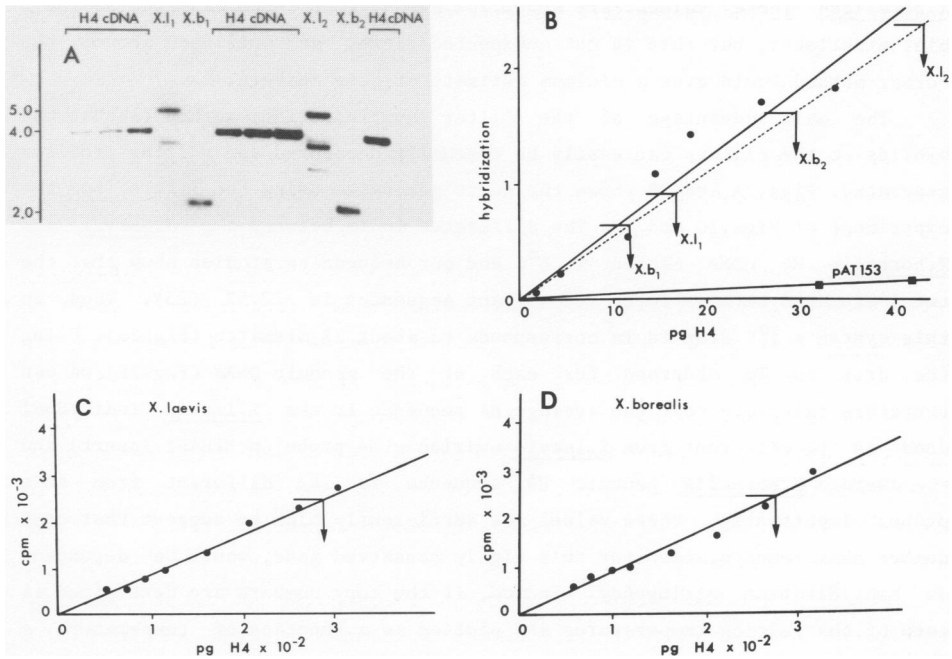 H4 cDNA X.l₁ X.b₁ H4 cDNA X.l₂ X.b₂ H4cDNA
A
5.0
4.0
2.0
B
hybridization
2
1
0
X.l₂
X.b₂
X.l₁
X.b₁
pAT153
0 10 20 30 40
pg H4
C
X.laevis
cpm × 10⁻³
4
3
2
1
0
0 1 2 3
pg H4 × 10⁻²
D
X.borealis
cpm × 10⁻³
4
3
2
1
0
0 1 2 3
pg H4 × 10⁻²